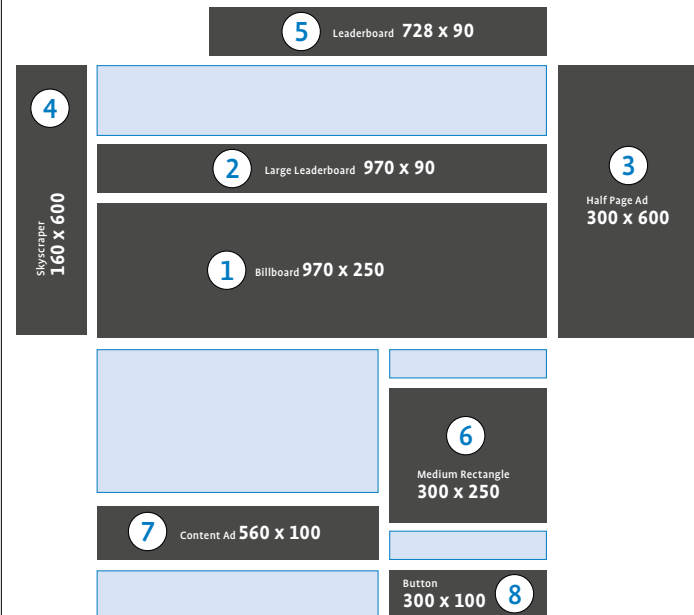 5 Leaderboard 728 x 90
4
Skyscraper
160 x 600
2 Large Leaderboard 970 x 90
3
Half Page Ad
300 x 600
1 Billboard 970 x 250
6
Medium Rectangle
300 x 250
7 Content Ad 560 x 100
Button
300 x 100 8